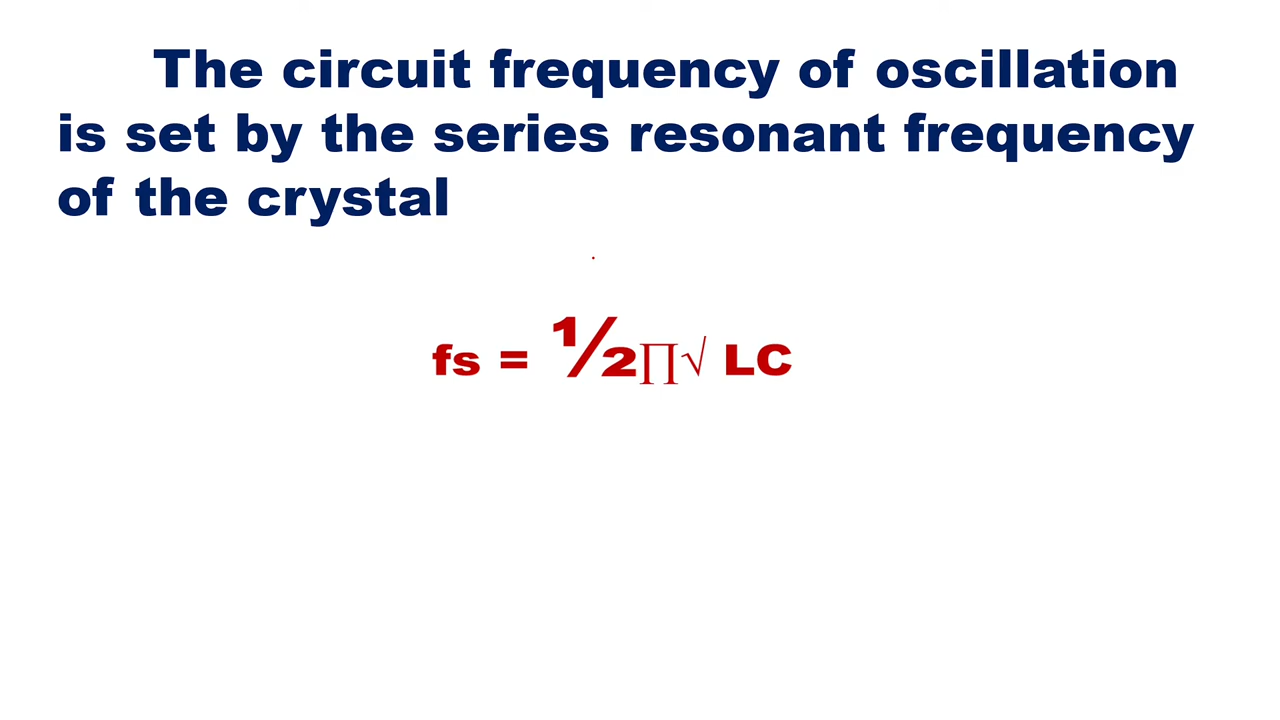 The circuit frequency of oscillation
is set by the series resonant frequency
of the crystal
fs = ½∏√ LC